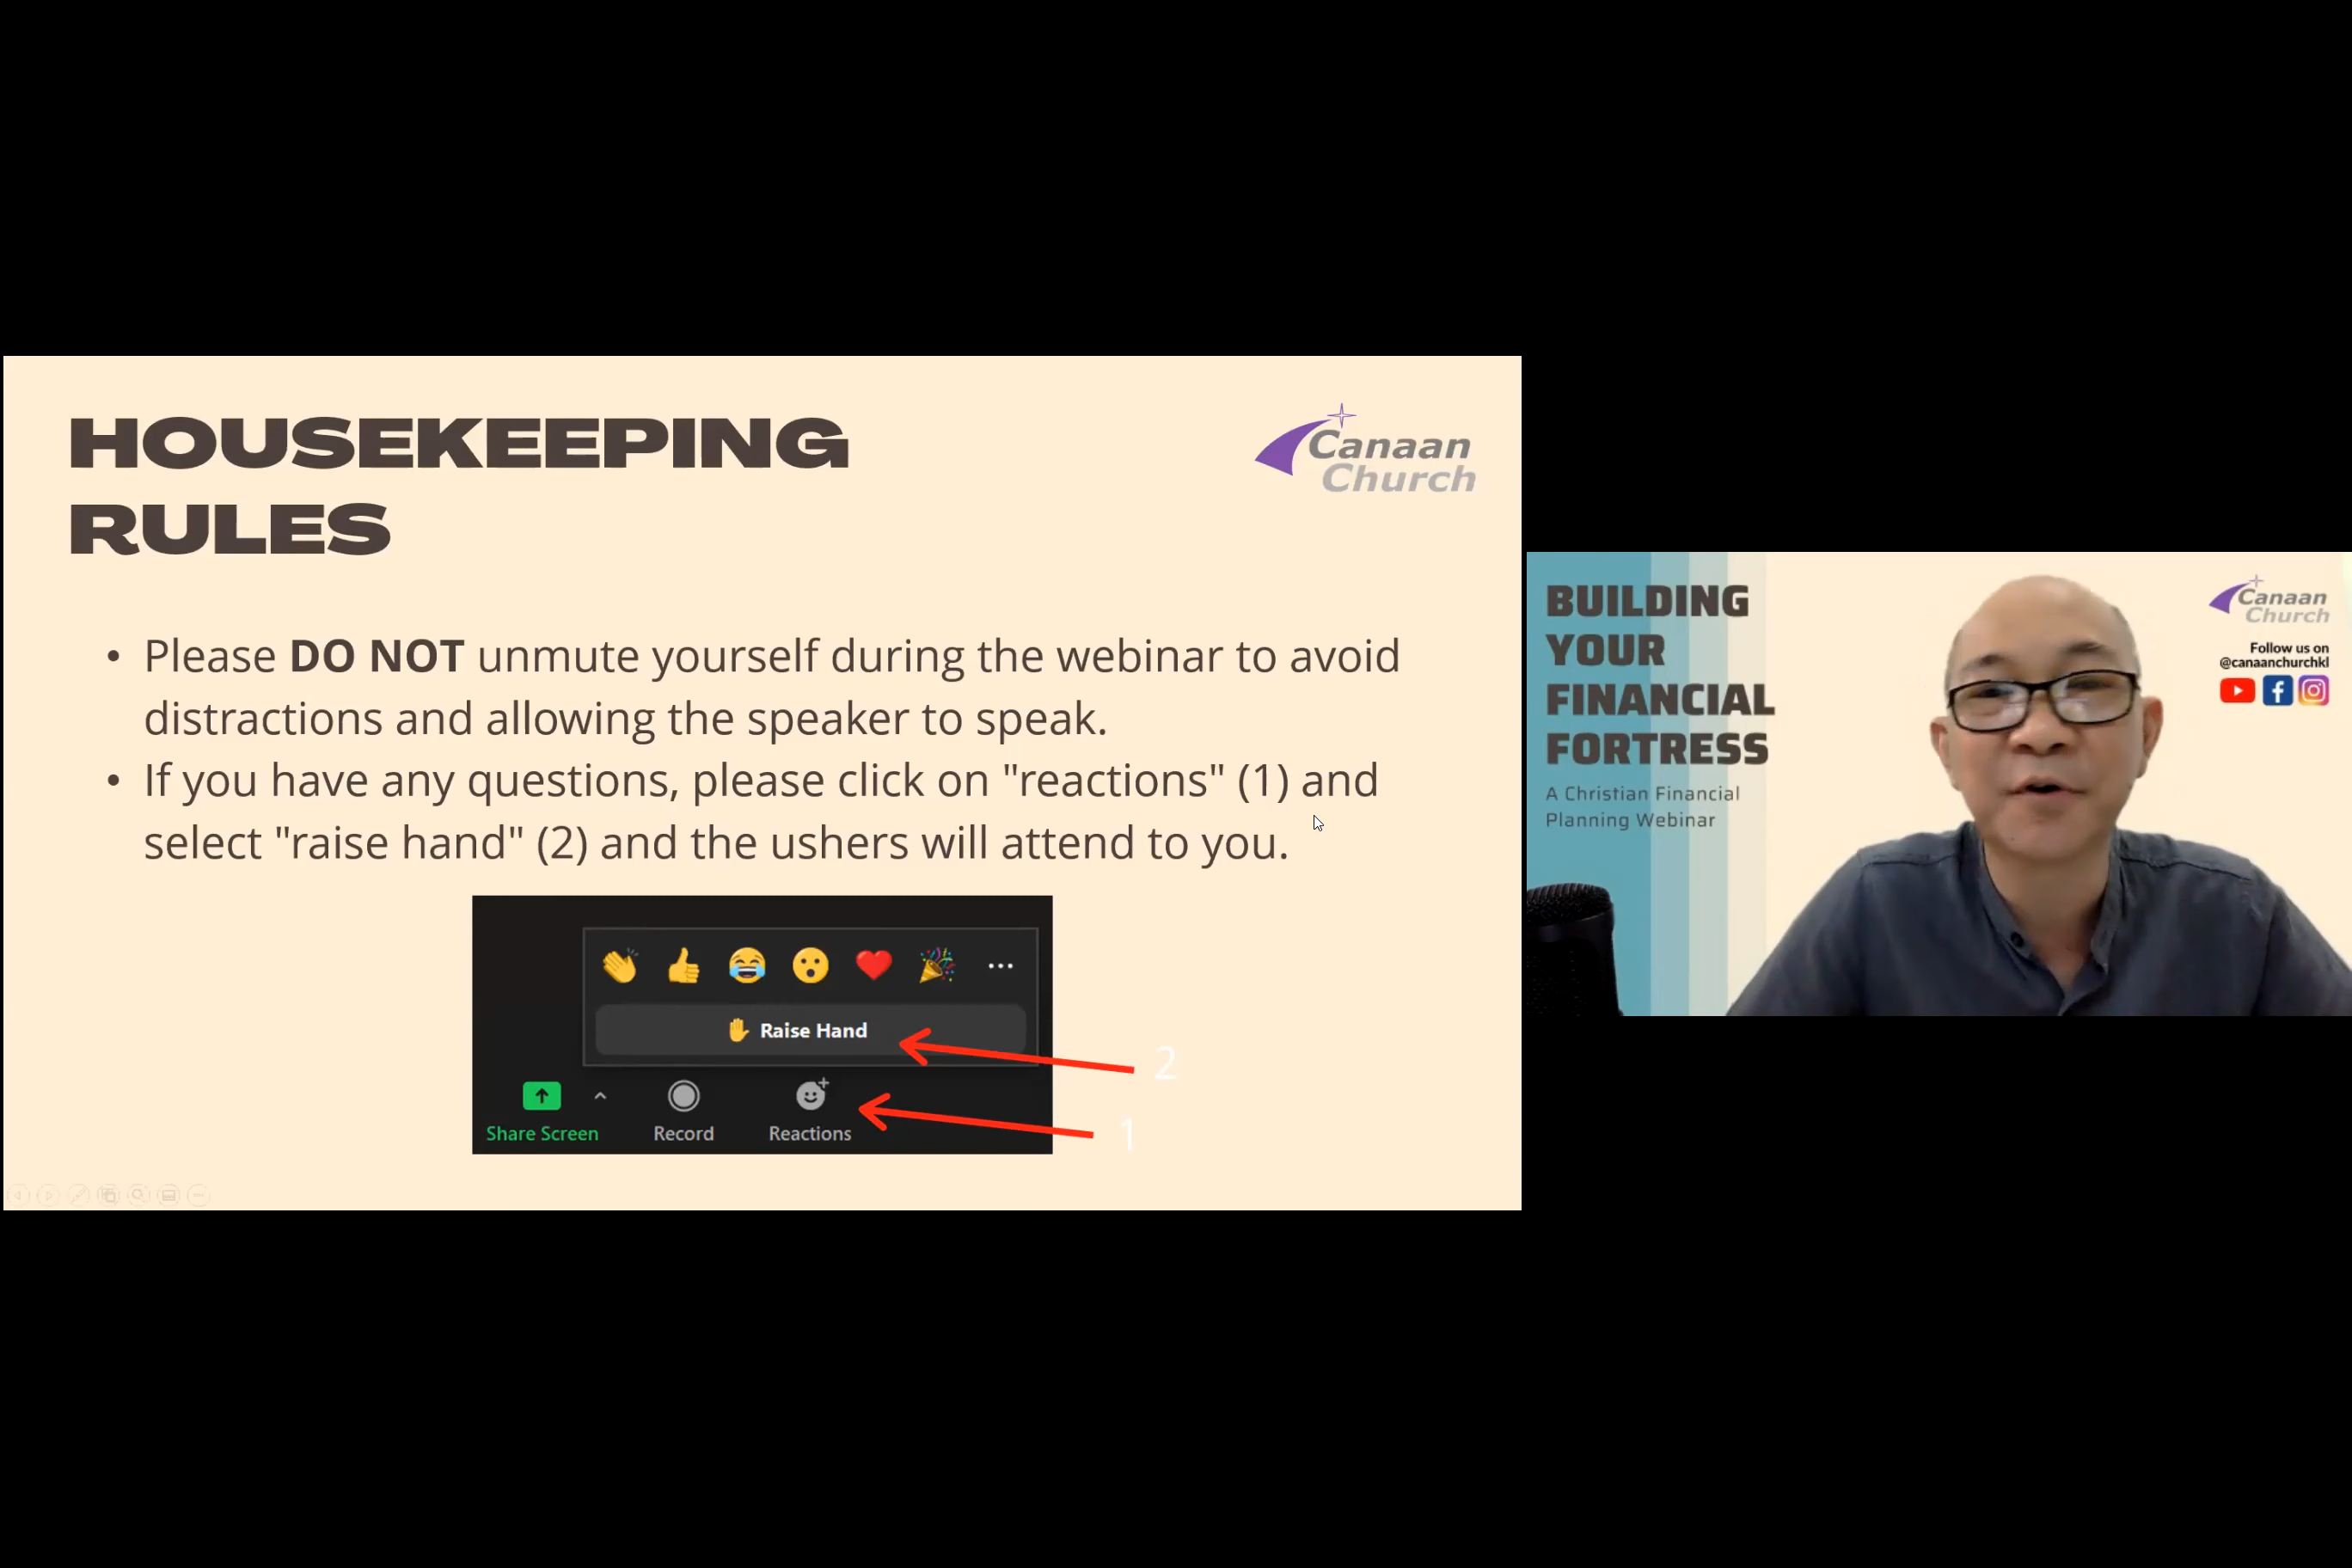 HOUSEKEEPING
RULES
Canaan
Church
• Please DO NOT unmute yourself during the webinar to avoid
distractions and allowing the speaker to speak.
• If you have any questions, please click on "reactions" (1) and
select "raise hand" (2) and the ushers will attend to you.
Raise Hand
2
Share Screen
Record
Reactions
1
BUILDING
YOUR
FINANCIAL
FORTRESS
A Christian Financial
Planning Webinar
Canaan
Church
Follow us on
@canaanchurchkl